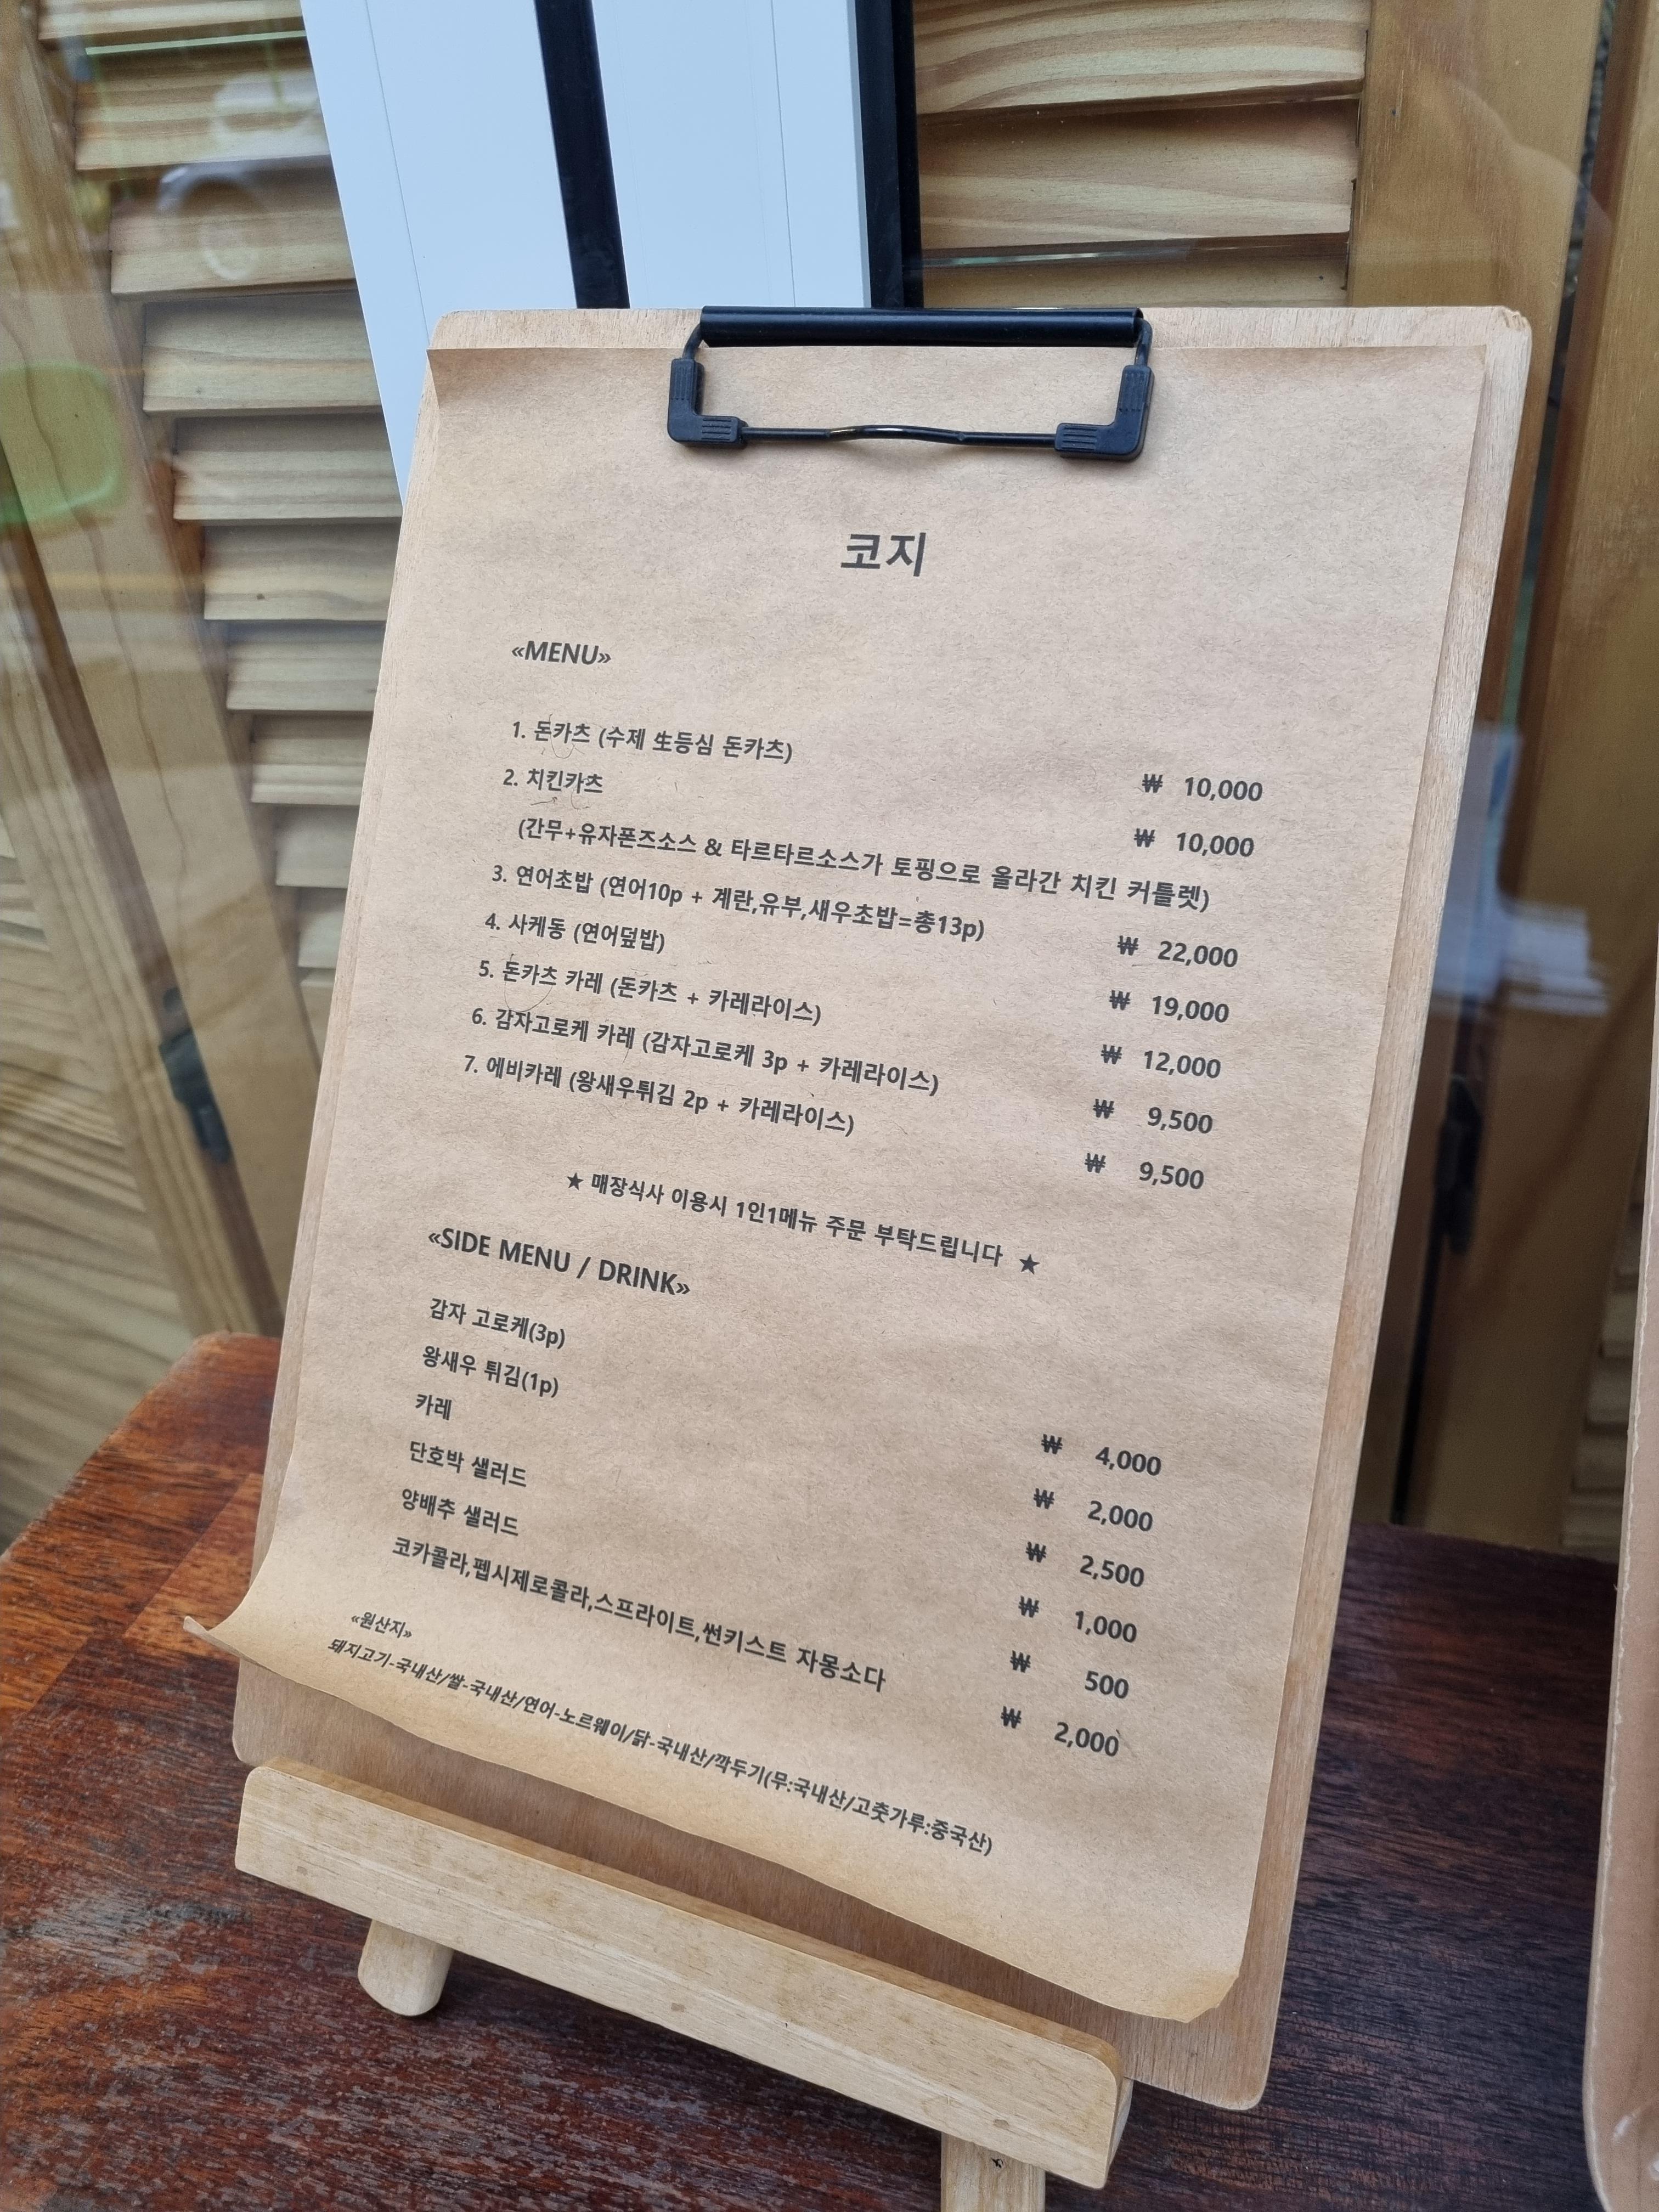 코지
«MENU»
1. 돈카츠 (수제 生등심 돈카츠) ₩ 10,000
2. 치킨카츠 ₩ 10,000
(간무+유자폰즈소스 & 타르타르소스가 토핑으로 올라간 치킨 커틀렛)
3. 연어초밥 (연어10p + 계란,유부,새우초밥=총13p) ₩ 22,000
4. 사케동 (연어덮밥) ₩ 19,000
5. 돈카츠 카레 (돈카츠 + 카레라이스) ₩ 12,000
6. 감자고로케 카레 (감자고로케 3p + 카레라이스) ₩ 9,500
7. 에비카레 (왕새우튀김 2p + 카레라이스) ₩ 9,500
★ 매장식사 이용시 1인1메뉴 주문 부탁드립니다 ★
«SIDE MENU / DRINK»
감자 고로케(3p) ₩ 4,000
왕새우 튀김(1p) ₩ 2,000
카레 ₩ 2,500
단호박 샐러드 ₩ 1,000
양배추 샐러드 ₩ 500
코카콜라,펩시제로콜라,스프라이트,썬키스트 자몽소다 ₩ 2,000
«원산지»
돼지고기-국내산/쌀-국내산/연어-노르웨이/닭-국내산/깍두기(무:국내산/고춧가루:중국산)